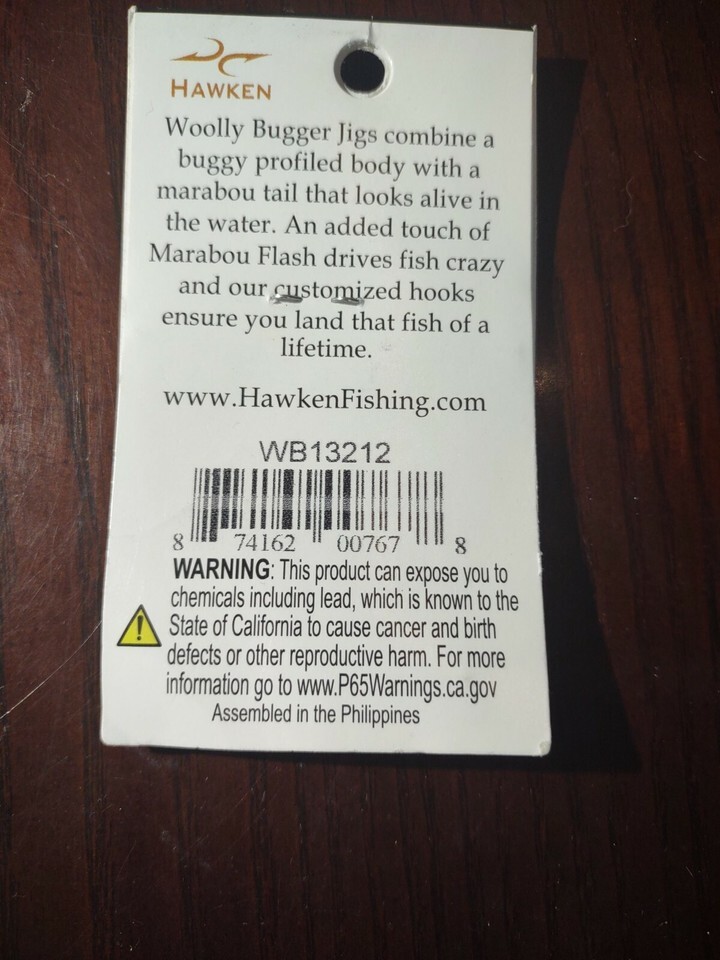 HAWKEN
Woolly Bugger Jigs combine a
buggy profiled body with a
marabou tail that looks alive in
the water. An added touch of
Marabou Flash drives fish crazy
and our customized hooks
ensure you land that fish of a
lifetime.
www.HawkenFishing.com
WB13212
8 74162 00767 8
WARNING: This product can expose you to
chemicals including lead, which is known to the
State of California to cause cancer and birth
defects or other reproductive harm. For more
information go to www.P65Warnings.ca.gov
Assembled in the Philippines